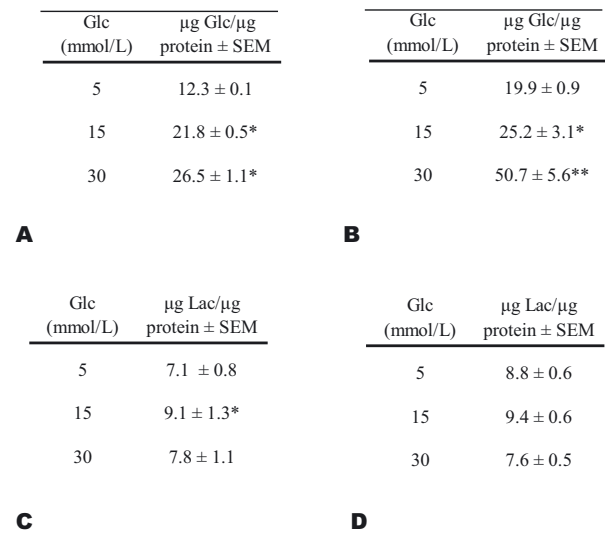 Glc
(mmol/L)
µg Glc/µg
protein ± SEM
5 12.3 ± 0.1
15 21.8 ± 0.5*
30 26.5 ± 1.1*
A
Glc
(mmol/L)
µg Glc/µg
protein ± SEM
5 19.9 ± 0.9
15 25.2 ± 3.1*
30 50.7 ± 5.6**
B
Glc
(mmol/L)
µg Lac/µg
protein ± SEM
5 7.1 ± 0.8
15 9.1 ± 1.3*
30 7.8 ± 1.1
C
Glc
(mmol/L)
µg Lac/µg
protein ± SEM
5 8.8 ± 0.6
15 9.4 ± 0.6
30 7.6 ± 0.5
D